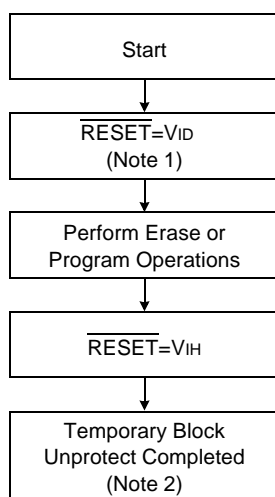 Start
RESET=VID
(Note 1)
Perform Erase or
Program Operations
RESET=VIH
Temporary Block
Unprotect Completed
(Note 2)